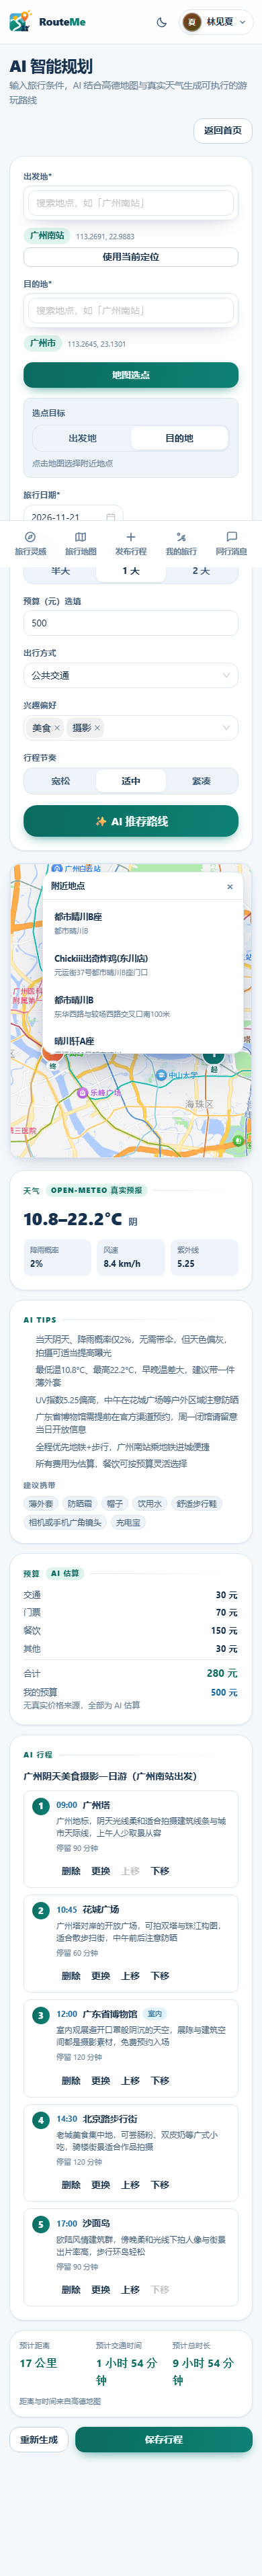 RouteMe
夏
林见夏
AI 智能规划
输入旅行条件，AI 结合高德地图与真实天气生成可执行的游
玩路线
返回首页
出发地*
搜索地点，如「广州南站」
广州南站
113.2691, 22.9883
使用当前定位
目的地*
搜索地点，如「广州南站」
广州市
113.2645, 23.1301
地图选点
选点目标
出发地
目的地
点击地图选择附近地点
旅行日期*
2026-11-21
旅行灵感
旅行地图
发布行程
我的旅行
同行消息
半天
1 天
2 天
预算（元）选填
500
出行方式
公共交通
兴趣偏好
美食
摄影
行程节奏
宽松
适中
紧凑
✨ AI 推荐路线
广州白云站
附近地点
都市晴川B座
都市晴川B
Chickiii出奇炸鸡(东川店)
元运街37号都市晴川B座门口
都市晴川B
东华西路与较场西路交叉口南100米
晴川轩A座
广州医科
附属第一
终
起
中山大学
乐峰广场
海珠区
第三医院
天气
OPEN-METEO 真实预报
10.8–22.2°C 阴
降雨概率
2%
风速
8.4 km/h
紫外线
5.25
AI TIPS
当天阴天、降雨概率仅2%，无需带伞，但天色偏灰，
拍摄可适当提高曝光
最低温10.8°C、最高22.2°C，早晚温差大，建议带一件
薄外套
UV指数5.25偏高，中午在花城广场等户外区域注意防晒
广东省博物馆需提前在官方渠道预约，周一闭馆请留意
当日开放信息
全程优先地铁+步行，广州南站乘地铁进城便捷
所有费用为估算，餐饮可按预算灵活选择
建议携带
薄外套
防晒霜
帽子
饮用水
舒适步行鞋
相机或手机广角镜头
充电宝
预算
AI 估算
交通
30 元
门票
70 元
餐饮
150 元
其他
30 元
合计
280 元
我的预算
500 元
无真实价格来源，全部为 AI 估算
AI 行程
广州阴天美食摄影一日游（广州南站出发）
1
09:00 广州塔
广州地标，阴天光线柔和适合拍摄建筑线条与城
市天际线，上午人少取景从容
停留 90 分钟
删除
更换
上移
下移
2
10:45 花城广场
广州塔对岸的开放广场，可拍双塔与珠江构图，
适合散步扫街，中午前后注意防晒
停留 60 分钟
删除
更换
上移
下移
3
12:00 广东省博物馆 室内
室内观展避开口幕般阴沉的天空，展陈与建筑空
间都是摄影素材，免费预约入场
停留 120 分钟
删除
更换
上移
下移
4
14:30 北京路步行街
老城美食集中地，可尝肠粉、双皮奶等广式小
吃，骑楼街景适合作品拍摄
停留 120 分钟
删除
更换
上移
下移
5
17:00 沙面岛
欧陆风情建筑群，傍晚柔和光线下拍人像与街景
出片率高，步行环岛轻松
停留 90 分钟
删除
更换
上移
下移
预计距离
17 公里
预计交通时间
1 小时 54 分
钟
预计总时长
9 小时 54 分
钟
距离与时间来自高德地图
重新生成
保存行程